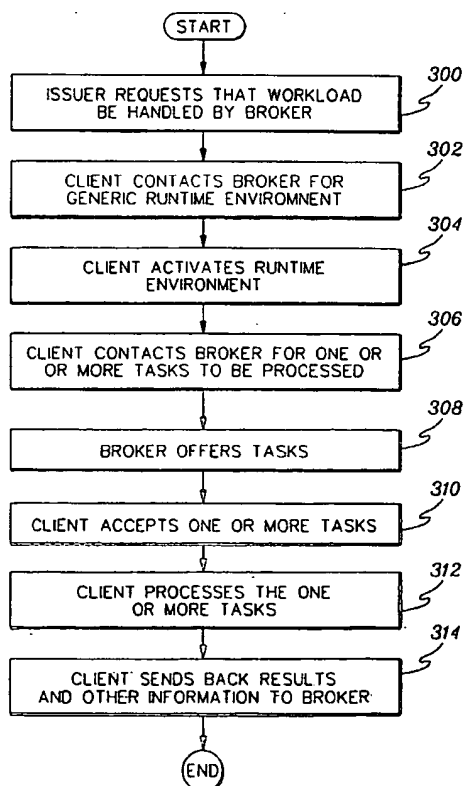 START
300
ISSUER REQUESTS THAT WORKLOAD
BE HANDLED BY BROKER
302
CLIENT CONTACTS BROKER FOR
GENERIC RUNTIME ENVIROMNENT
304
CLIENT ACTIVATES RUNTIME
ENVIRONMENT
306
CLIENT CONTACTS BROKER FOR ONE OR
OR MORE TASKS TO BE PROCESSED
308
BROKER OFFERS TASKS
310
CLIENT ACCEPTS ONE OR MORE TASKS
312
CLIENT PROCESSES THE ONE
OR MORE TASKS
314
CLIENT SENDS BACK RESULTS
AND OTHER INFORMATION TO BROKER
END